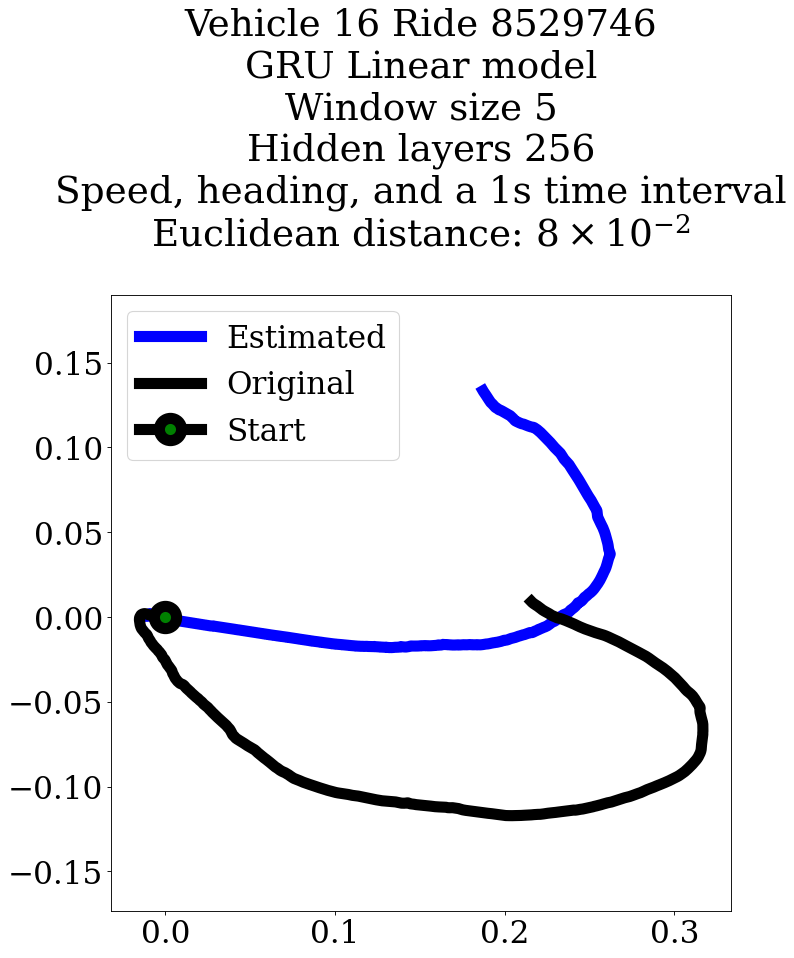 Vehicle 16 Ride 8529746
GRU Linear model
Window size 5
Hidden layers 256
Speed, heading, and a 1s time interval
Euclidean distance: 8 × 10⁻²
Estimated
Original
Start
0.15
0.10
0.05
0.00
−0.05
−0.10
−0.15
0.0 0.1 0.2 0.3